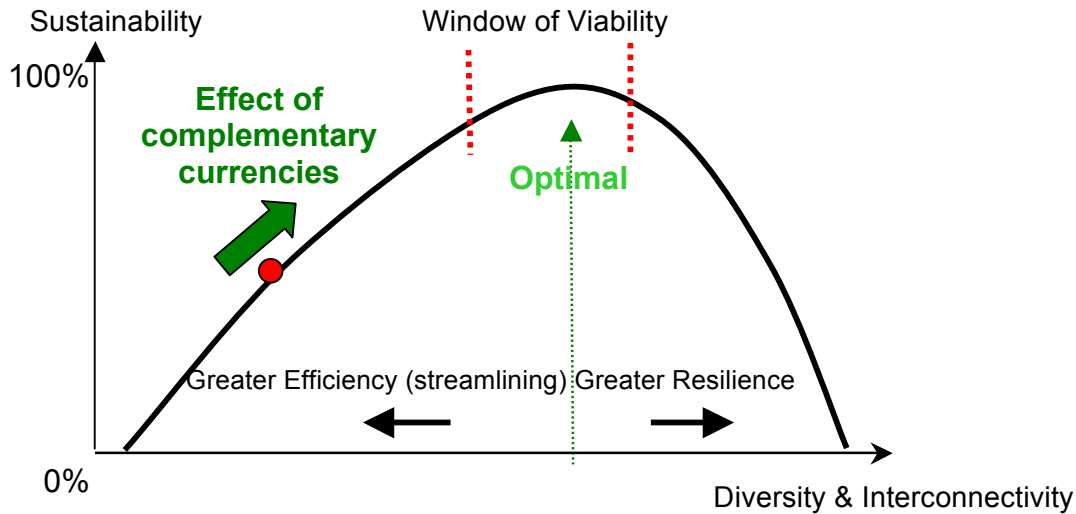 Sustainability
Window of Viability
100%
Effect of
complementary
currencies
Optimal
Greater Efficiency (streamlining)
Greater Resilience
0%
Diversity & Interconnectivity